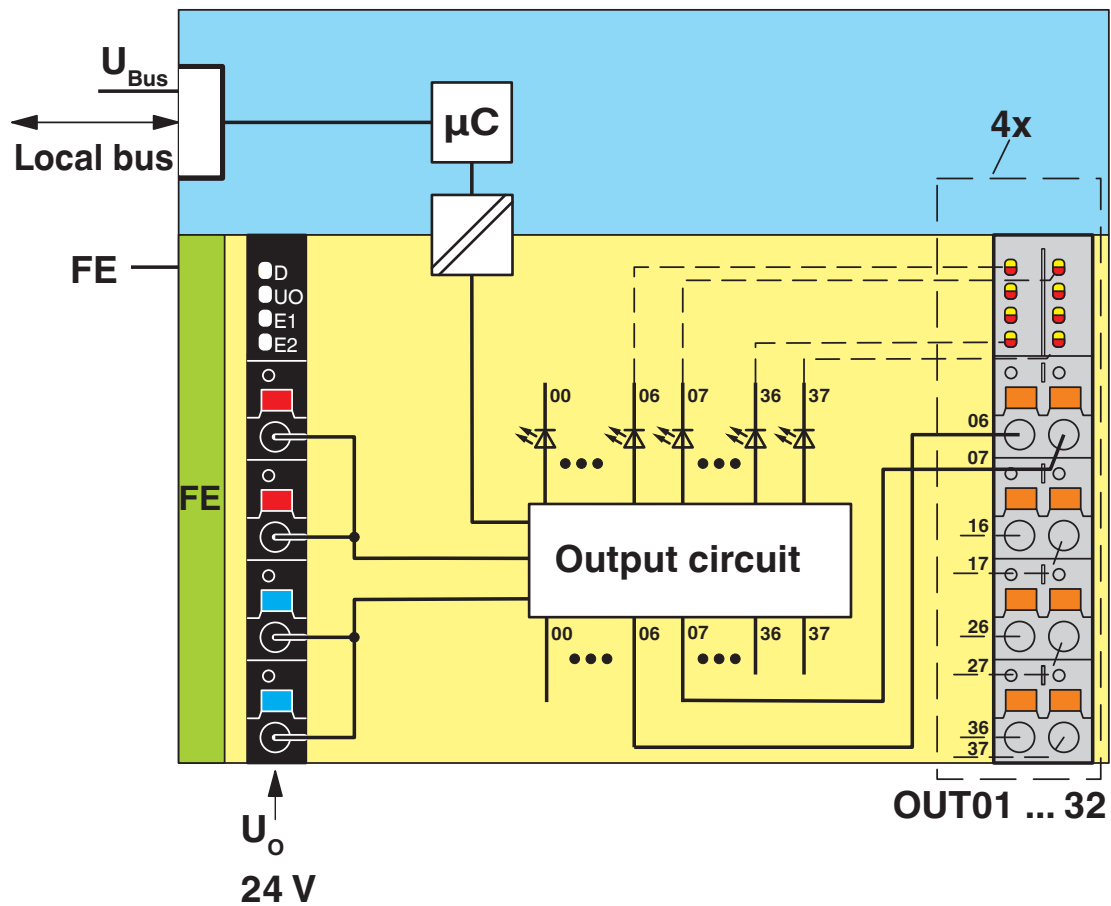 U Bus
Local bus
µC
4x
FE
D
UO
E1
E2
FE
00
06
07
36
37
06
07
Output circuit
16
17
00
06
07
36
37
26
27
36
37
OUT01 ... 32
U O
24 V